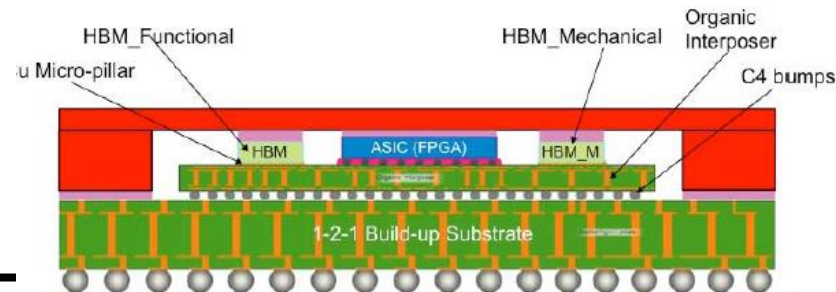 HBM_Functional
HBM_Mechanical
Organic
Interposer
u Micro-pillar
C4 bumps
HBM
ASIC (FPGA)
HBM_M
1-2-1 Build-up Substrate